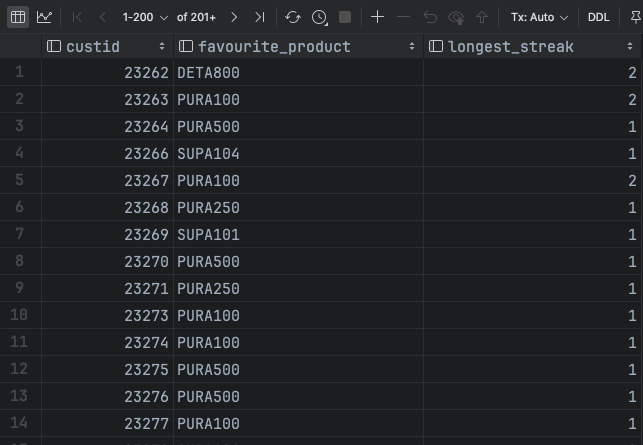 1-200 of 201+ Tx: Auto DDL
custid favourite_product longest_streak
1 23262 DETA800 2
2 23263 PURA100 2
3 23264 PURA500 1
4 23266 SUPA104 1
5 23267 PURA100 2
6 23268 PURA250 1
7 23269 SUPA101 1
8 23270 PURA500 1
9 23271 PURA250 1
10 23273 PURA100 1
11 23274 PURA100 1
12 23275 PURA500 1
13 23276 PURA500 1
14 23277 PURA100 1